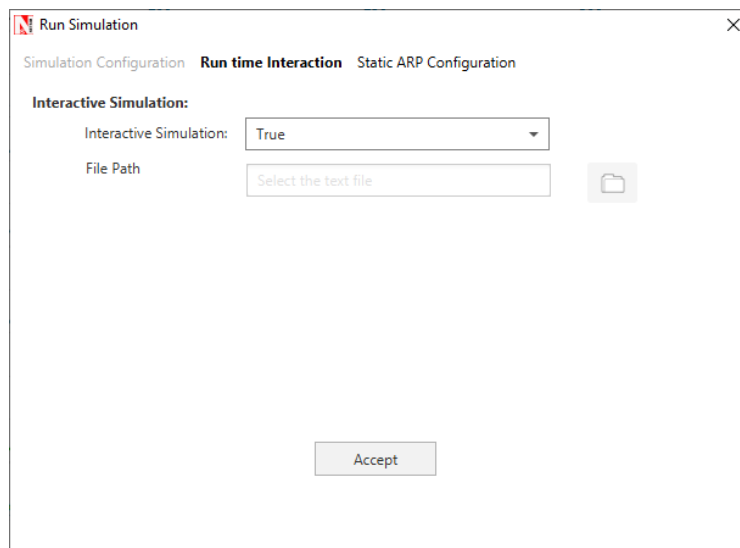 Run Simulation
Simulation Configuration Run time Interaction Static ARP Configuration
Interactive Simulation:
Interactive Simulation: True
File Path Select the text file
Accept